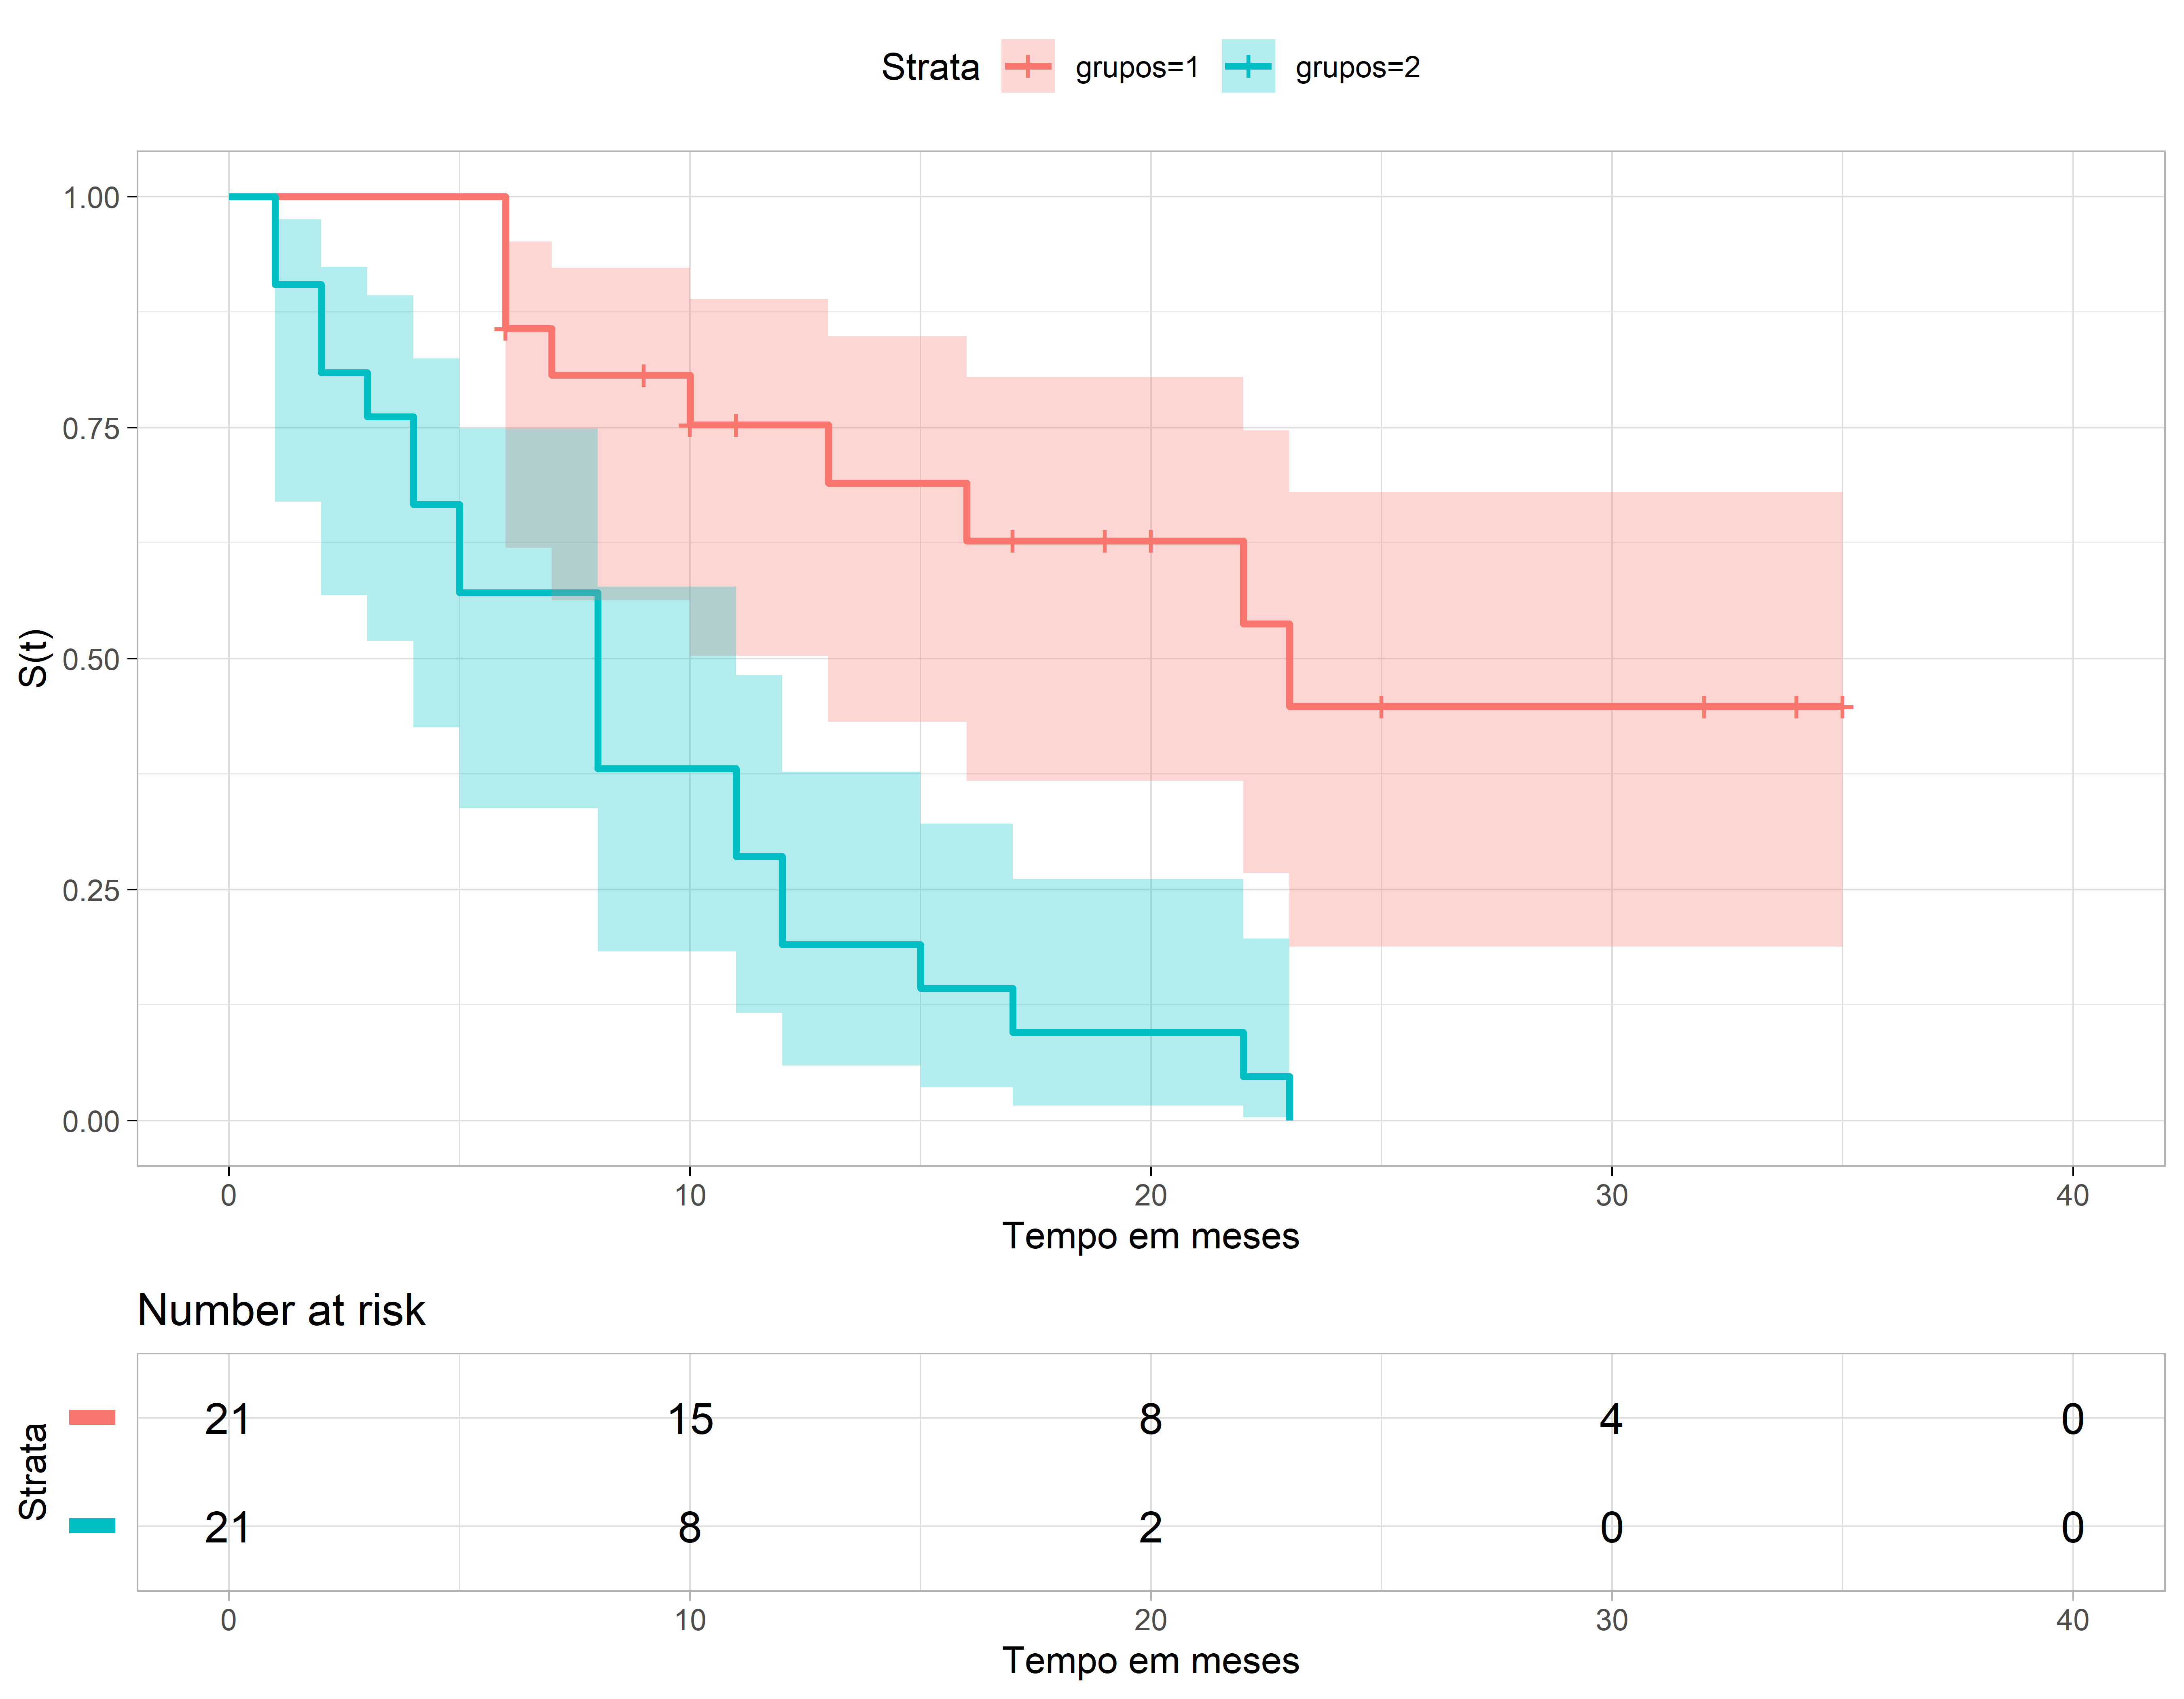 Strata grupos=1 grupos=2
1.00
0.75
0.50
0.25
0.00
S(t)
0 10 20 30 40
Tempo em meses
Number at risk
Strata
21 15 8 4 0
21 8 2 0 0
0 10 20 30 40
Tempo em meses